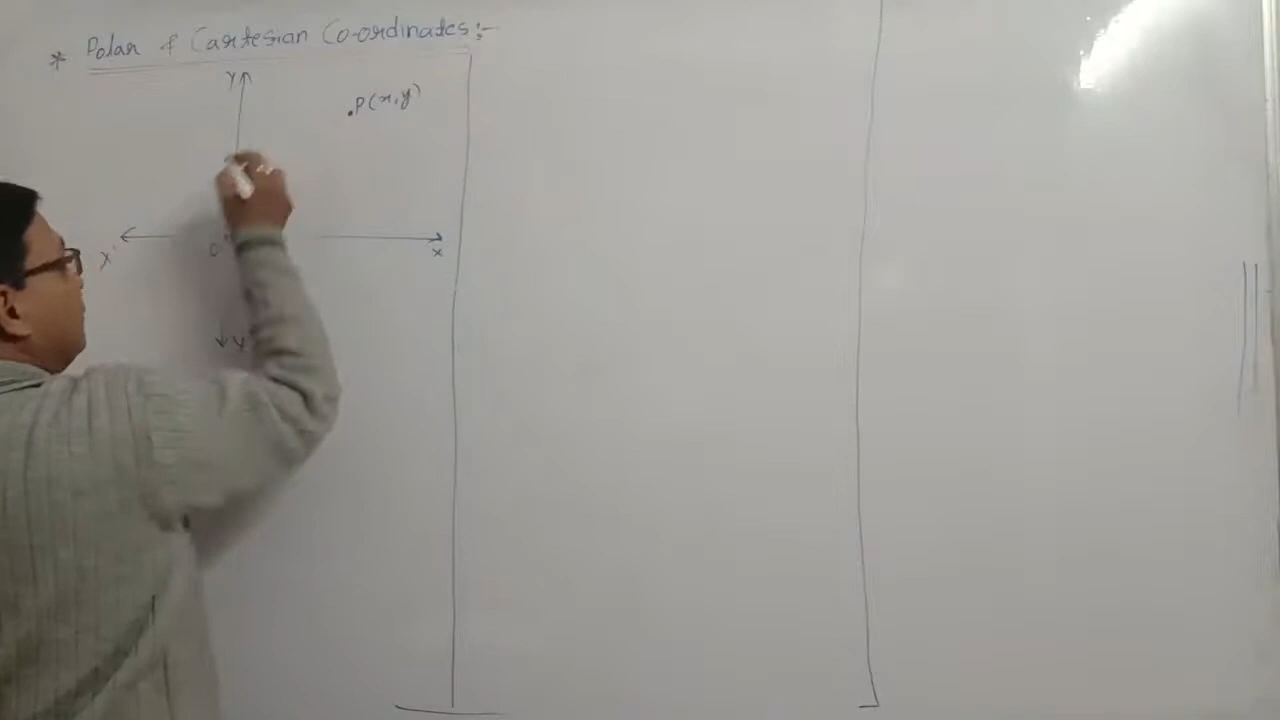 * Polar & Cartesian Co-ordinates:-
Y
P(x,y)
X'
O
X
Y